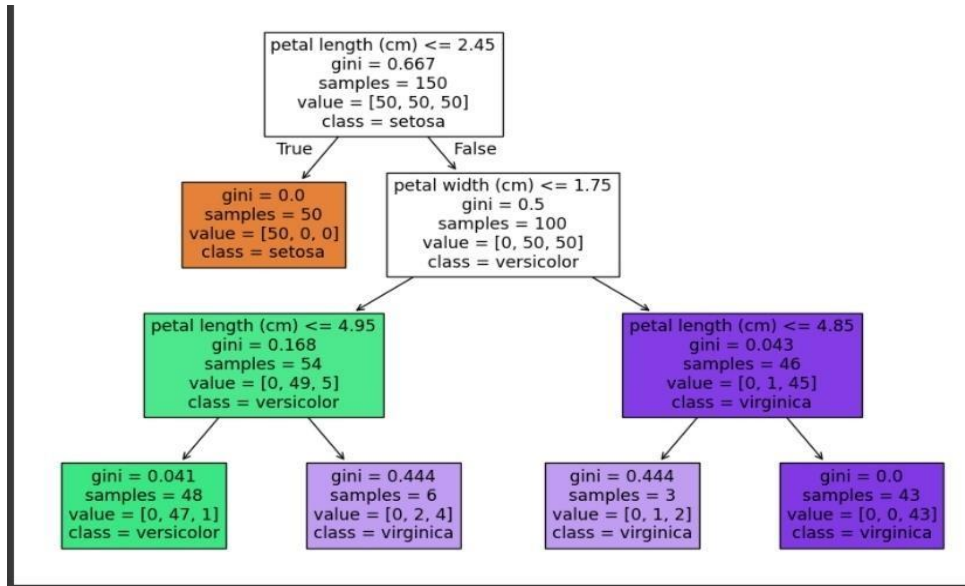 petal length (cm) <= 2.45
gini = 0.667
samples = 150
value = [50, 50, 50]
class = setosa
True
False
gini = 0.0
samples = 50
value = [50, 0, 0]
class = setosa
petal width (cm) <= 1.75
gini = 0.5
samples = 100
value = [0, 50, 50]
class = versicolor
petal length (cm) <= 4.95
gini = 0.168
samples = 54
value = [0, 49, 5]
class = versicolor
petal length (cm) <= 4.85
gini = 0.043
samples = 46
value = [0, 1, 45]
class = virginica
gini = 0.041
samples = 48
value = [0, 47, 1]
class = versicolor
gini = 0.444
samples = 6
value = [0, 2, 4]
class = virginica
gini = 0.444
samples = 3
value = [0, 1, 2]
class = virginica
gini = 0.0
samples = 43
value = [0, 0, 43]
class = virginica